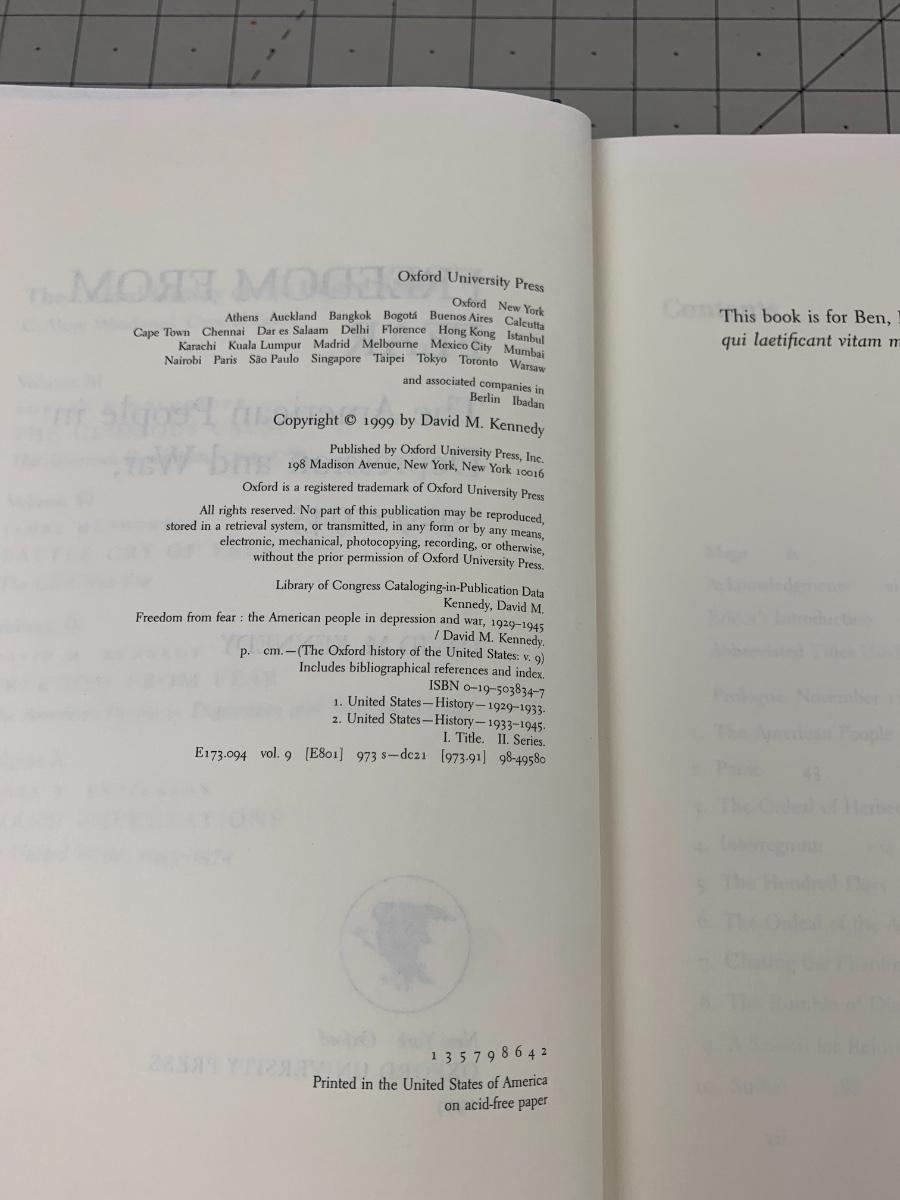 Oxford University Press
Oxford New York
Athens Auckland Bangkok Bogotá Buenos Aires Calcutta
Cape Town Chennai Dar es Salaam Delhi Florence Hong Kong Istanbul
Karachi Kuala Lumpur Madrid Melbourne Mexico City Mumbai
Nairobi Paris São Paulo Singapore Taipei Tokyo Toronto Warsaw
and associated companies in
Berlin Ibadan
Copyright © 1999 by David M. Kennedy
Published by Oxford University Press, Inc.
198 Madison Avenue, New York, New York 10016
Oxford is a registered trademark of Oxford University Press
All rights reserved. No part of this publication may be reproduced,
stored in a retrieval system, or transmitted, in any form or by any means,
electronic, mechanical, photocopying, recording, or otherwise,
without the prior permission of Oxford University Press.
Library of Congress Cataloging-in-Publication Data
Kennedy, David M.
Freedom from fear : the American people in depression and war, 1929–1945
/ David M. Kennedy.
p. cm.—(The Oxford history of the United States: v. 9)
Includes bibliographical references and index.
ISBN 0–19–503834–7
1. United States—History—1929–1933.
2. United States—History—1933–1945.
I. Title. II. Series.
E173.094 vol. 9 [E801] 973 s—dc21 [973.91] 98-49580
1 3 5 7 9 8 6 4 2
Printed in the United States of America
on acid-free paper
This book is for Ben,
qui laetificant vitam
Contents
5. The Hundred Days
6. The Ordeal of the